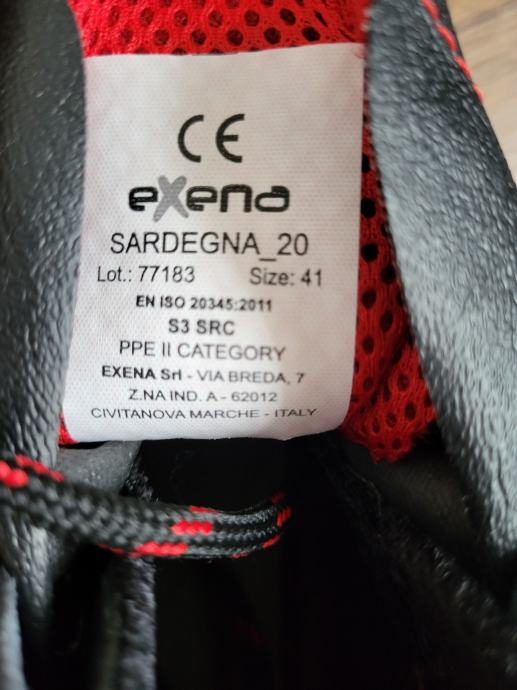 CE
eXena
SARDEGNA_20
Lot.: 77183 Size: 41
EN ISO 20345:2011
S3 SRC
PPE II CATEGORY
EXENA Srl - VIA BREDA, 7
Z.NA IND. A - 62012
CIVITANOVA MARCHE - ITALY